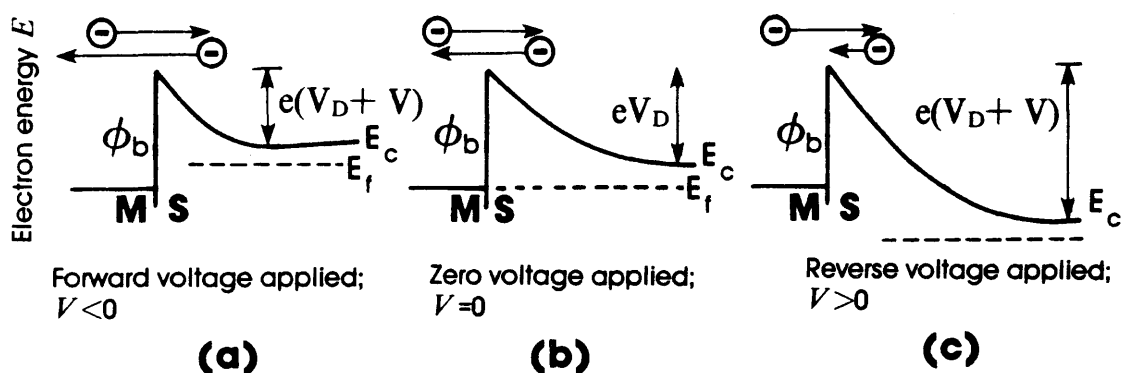 Electron energy E
e(V_D + V)
ϕ_b
E_c
E_f
M S
Forward voltage applied;
V<0
(a)
eV_D
ϕ_b
E_c
E_f
M S
Zero voltage applied;
V=0
(b)
e(V_D + V)
ϕ_b
E_c
M S
Reverse voltage applied;
V>0
(c)